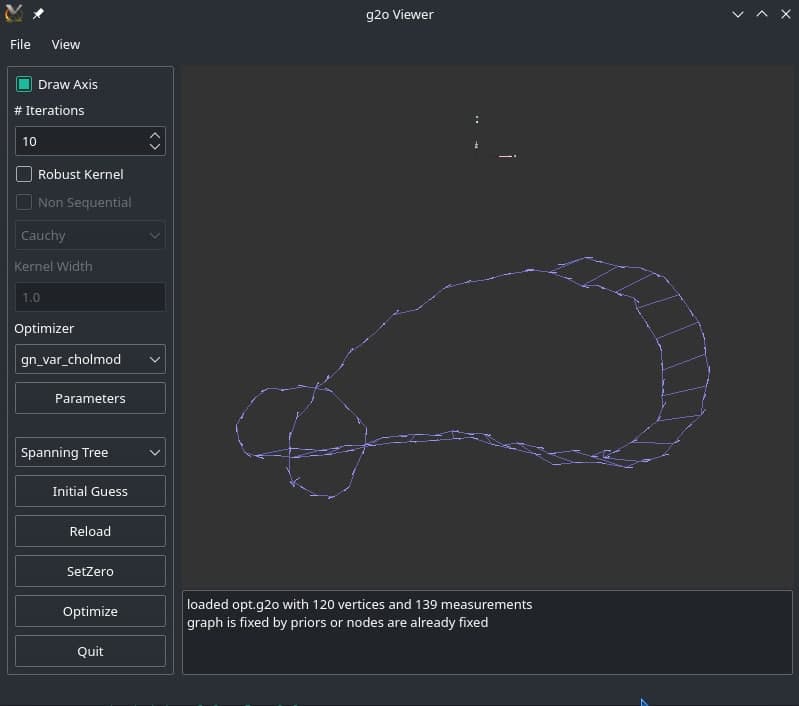 g2o Viewer
File View
Draw Axis
# Iterations
10
Robust Kernel
Non Sequential
Cauchy
Kernel Width
1.0
Optimizer
gn_var_cholmod
Parameters
Spanning Tree
Initial Guess
Reload
SetZero
Optimize
Quit
loaded opt.g2o with 120 vertices and 139 measurements
graph is fixed by priors or nodes are already fixed